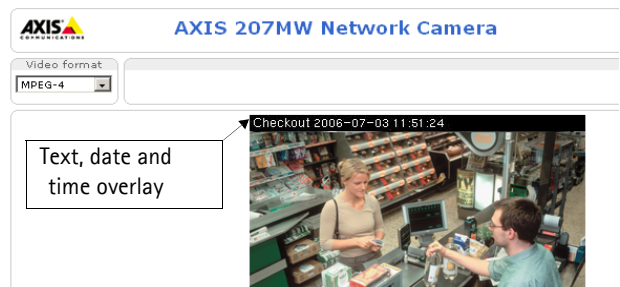 AXIS
COMMUNICATIONS
AXIS 207MW Network Camera
Video format
MPEG-4
Checkout 2006-07-03 11:51:24
Text, date and
time overlay